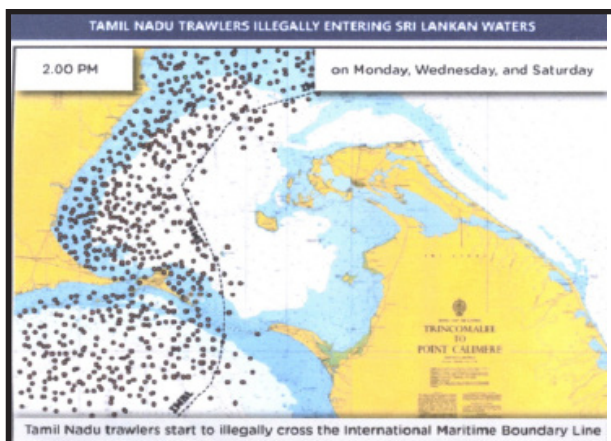 TAMIL NADU TRAWLERS ILLEGALLY ENTERING SRI LANKAN WATERS
2.00 PM
on Monday, Wednesday, and Saturday
TRINCOMALEE
TO
POINT CALIMERE
IMBL
Tamil Nadu trawlers start to illegally cross the International Maritime Boundary Line